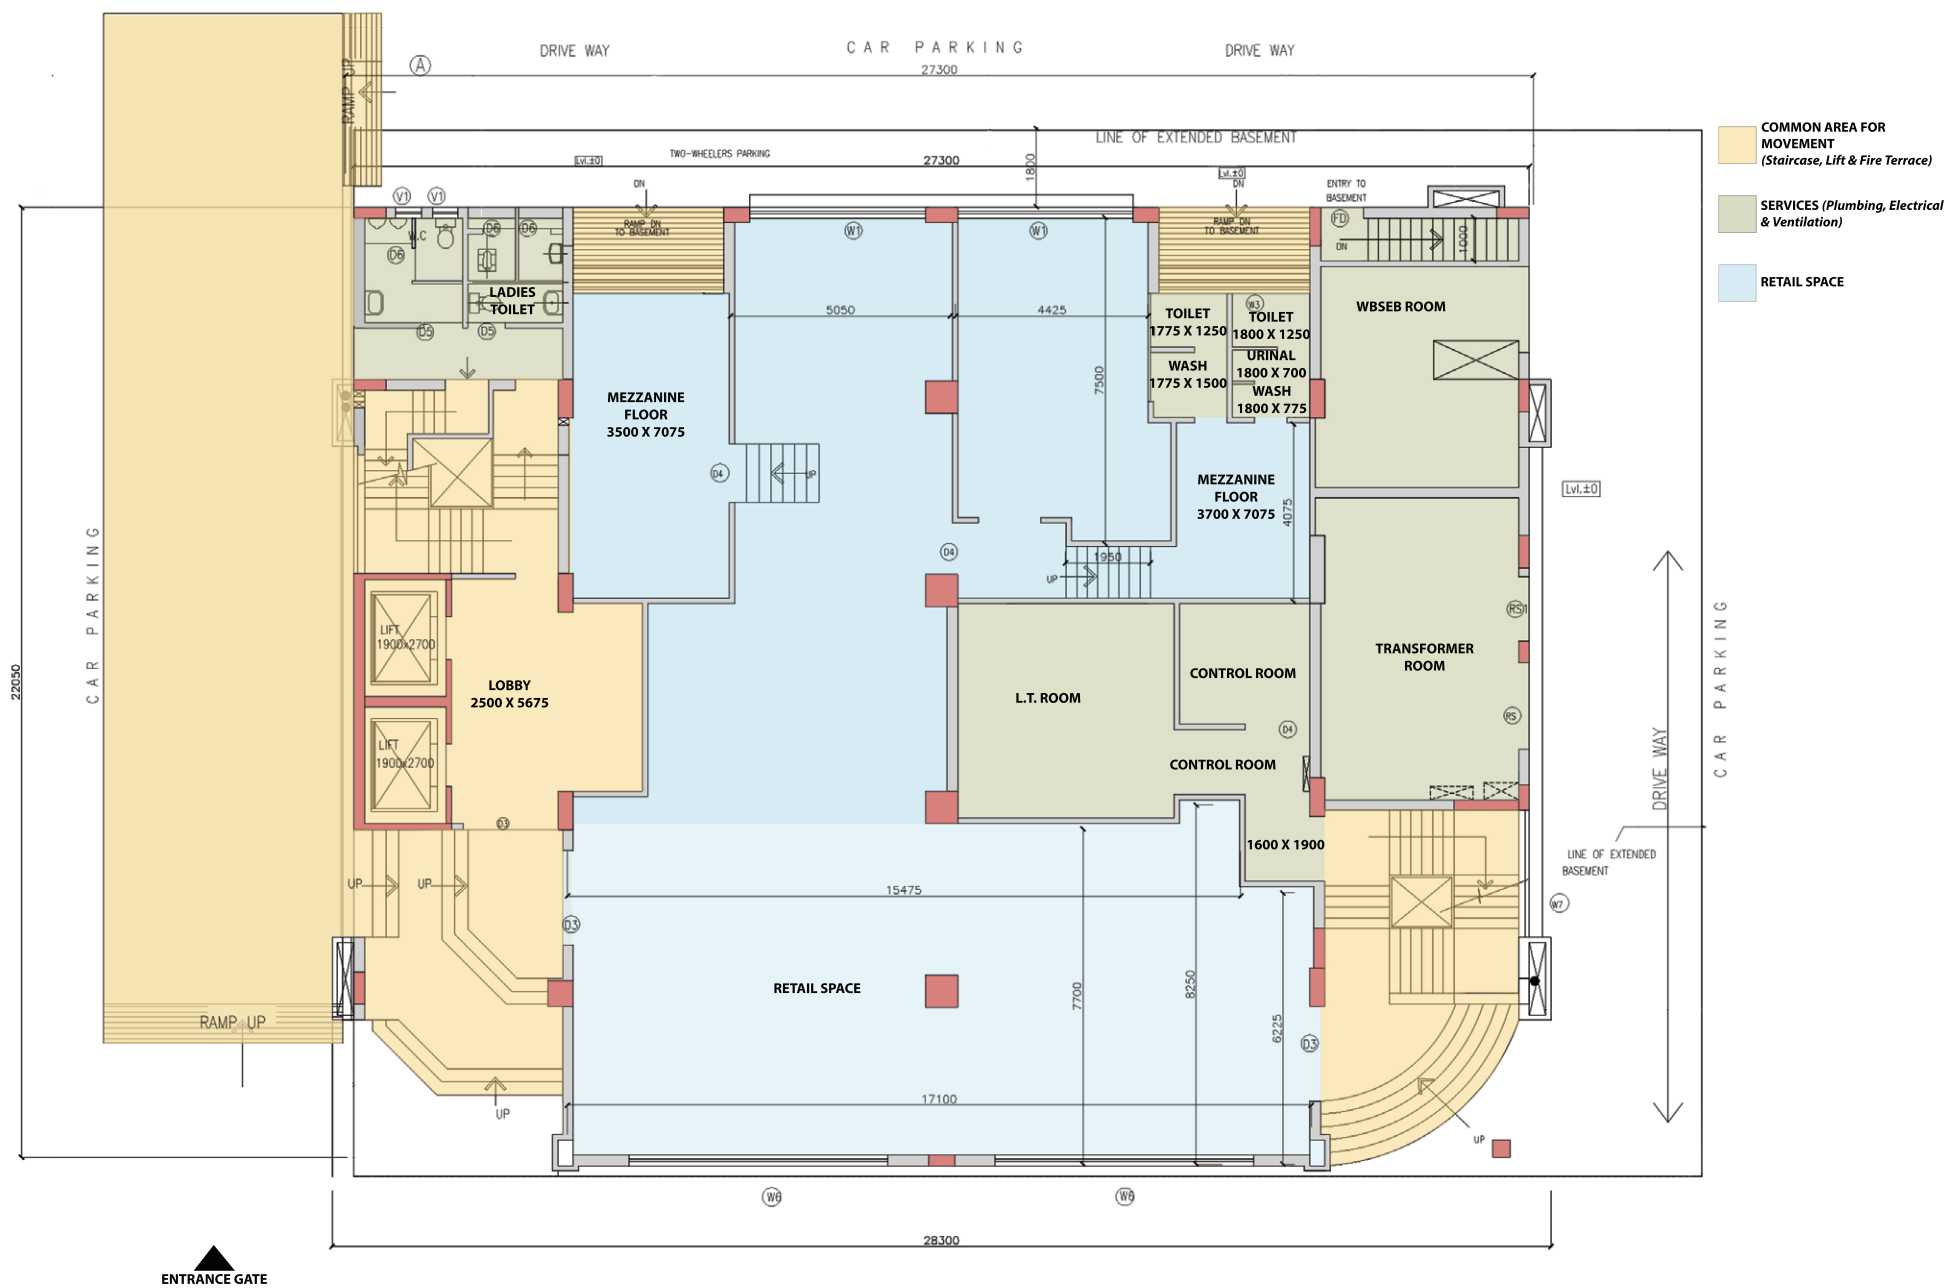 DRIVE WAY
CAR PARKING
DRIVE WAY
A
27300
RAMP UP
LINE OF EXTENDED BASEMENT
TWO-WHEELERS PARKING
Lvl.±0
27300
1800
Lvl.±0
DN
DN
ENTRY TO
BASEMENT
COMMON AREA FOR
MOVEMENT
(Staircase, Lift & Fire Terrace)
SERVICES (Plumbing, Electrical
& Ventilation)
RETAIL SPACE
V1
V1
W.C
D6
D6
D6
RAMP DN
TO BASEMENT
W1
W1
RAMP DN
TO BASEMENT
FD
DN
1000
LADIES
TOILET
D5
D5
5050
4425
W3
TOILET
1775 X 1250
TOILET
1800 X 1250
WASH
1775 X 1500
URINAL
1800 X 700
WASH
1800 X 775
WBSEB ROOM
MEZZANINE
FLOOR
3500 X 7075
7500
D4
UP
MEZZANINE
FLOOR
3700 X 7075
4075
Lvl.±0
D4
1950
UP
CAR PARKING
22050
LIFT
1900x2700
LOBBY
2500 X 5675
LIFT
1900x2700
D3
L.T. ROOM
CONTROL ROOM
D4
CONTROL ROOM
TRANSFORMER
ROOM
RS1
RS
CAR PARKING
DRIVE WAY
1600 X 1900
LINE OF EXTENDED
BASEMENT
W7
UP
UP
15475
D3
RETAIL SPACE
7700
8250
6225
D3
RAMP UP
UP
17100
UP
W6
W6
28300
ENTRANCE GATE